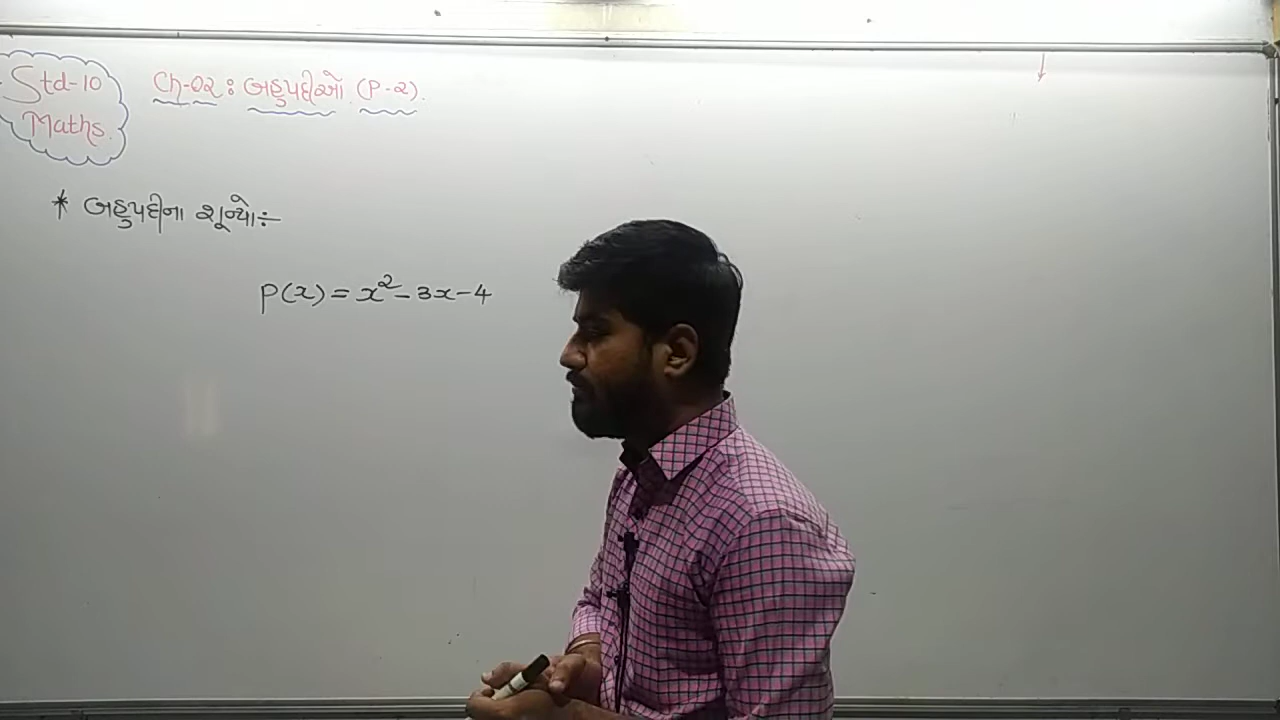 Std-10
Maths.
Ch-02 : બહુપદીઓ (P-2).
* બહુપદીના શૂન્યો :-
P(x) = x² - 3x - 4